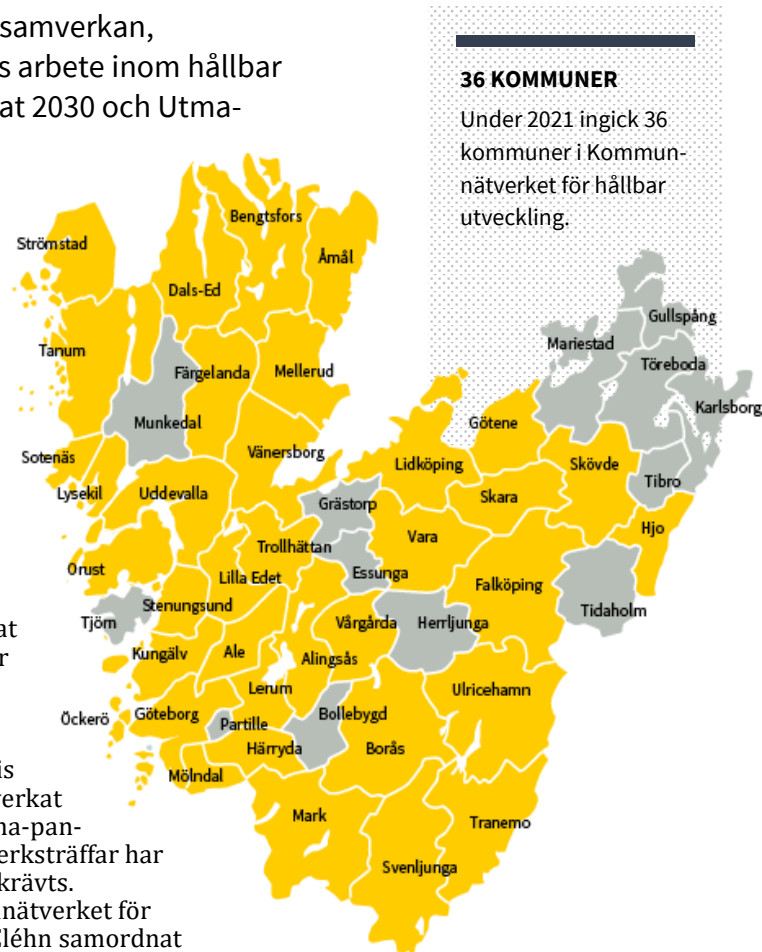 samverkan,
s arbete inom hållbar
at 2030 och Utma-
36 KOMMUNER
Under 2021 ingick 36
kommuner i Kommun-
nätverket för hållbar
utveckling.
Bengtsfors
Strömstad
Åmål
Dals-Ed
Gullspång
Mariestad
Tanum
Töreboda
Färgelanda
Mellerud
Karlsborg
Munkedal
Götene
Vänersborg
Sotenäs
Lidköping
Skövde
Lysekil
Uddevalla
Tibro
Skara
Grästorp
Hjo
Vara
Trollhättan
Orust
Essunga
Lilla Edet
Falköping
Stenungsund
Tidaholm
Tjörn
Vårgårda
Herrljunga
Kungälv
Ale
Alingsås
Lerum
Ulricehamn
Öckerö
Göteborg
Bollebygd
Partille
Härryda
Borås
Mölndal
Mark
Tranemo
Svenljunga
at
r
is
verkat
na-pan-
erksträffar har
krävts.
nätverket för
Eléhn samordnat